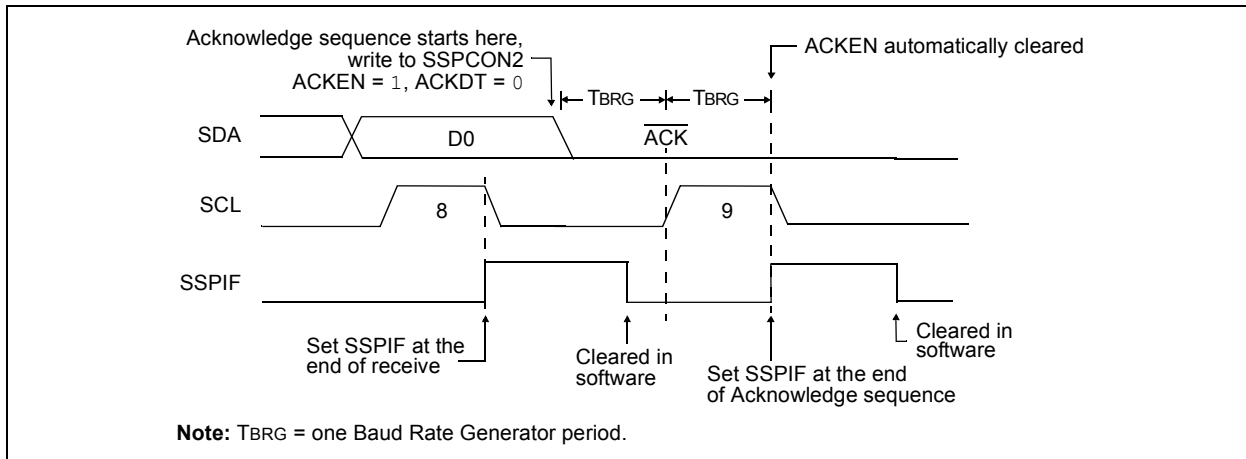 Acknowledge sequence starts here,
write to SSPCON2
ACKEN = 1, ACKDT = 0
ACKEN automatically cleared
TBRG
TBRG
SDA
D0
ACK
SCL
8
9
SSPIF
Set SSPIF at the
end of receive
Cleared in
software
Set SSPIF at the end
of Acknowledge sequence
Cleared in
software
Note: TBRG = one Baud Rate Generator period.